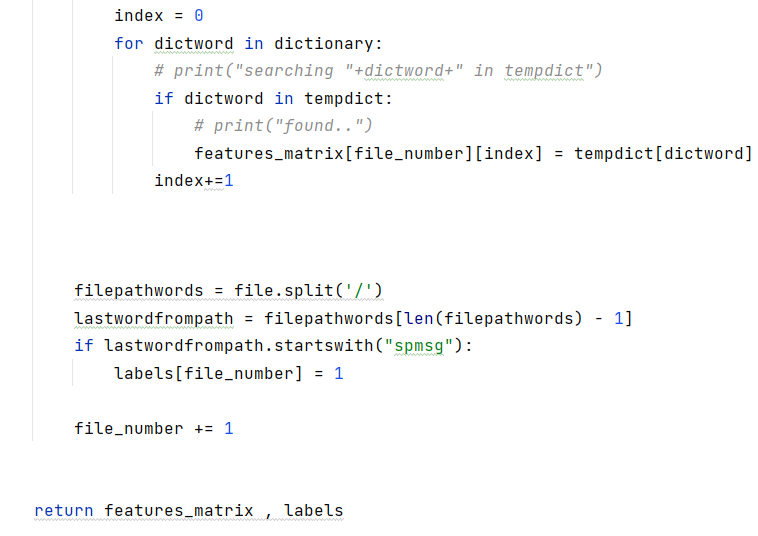 index = 0
for dictword in dictionary:
# print("searching "+dictword+" in tempdict")
if dictword in tempdict:
# print("found..")
features_matrix[file_number][index] = tempdict[dictword]
index+=1
filepathwords = file.split('/')
lastwordfrompath = filepathwords[len(filepathwords) - 1]
if lastwordfrompath.startswith("spmsg"):
labels[file_number] = 1
file_number += 1
return features_matrix , labels